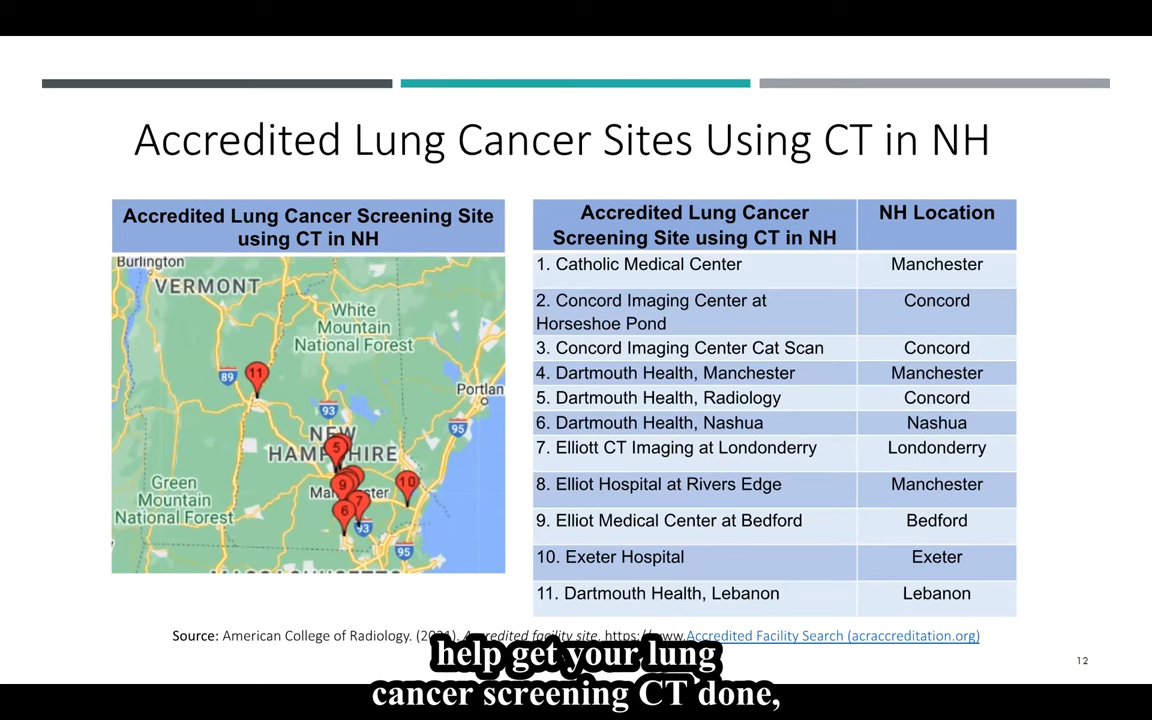 Accredited Lung Cancer Sites Using CT in NH
Accredited Lung Cancer Screening Site
using CT in NH
Burlington
VERMONT
White
Mountain
National Forest
11
89
Portlan
93
95
NEW
5
HAMPSHIRE
Green
Mountain
National Forest
9
10
7
6
93
95
Accredited Lung Cancer
Screening Site using CT in NH
NH Location
1. Catholic Medical Center Manchester
2. Concord Imaging Center at
Horseshoe Pond
Concord
3. Concord Imaging Center Cat Scan Concord
4. Dartmouth Health, Manchester Manchester
5. Dartmouth Health, Radiology Concord
6. Dartmouth Health, Nashua Nashua
7. Elliott CT Imaging at Londonderry Londonderry
8. Elliot Hospital at Rivers Edge Manchester
9. Elliot Medical Center at Bedford Bedford
10. Exeter Hospital Exeter
11. Dartmouth Health, Lebanon Lebanon
Source: American College of Radiology. (2021). Accredited facility site. https://www.Accredited Facility Search (acraccreditation.org)
help get your lung
cancer screening CT done,
12